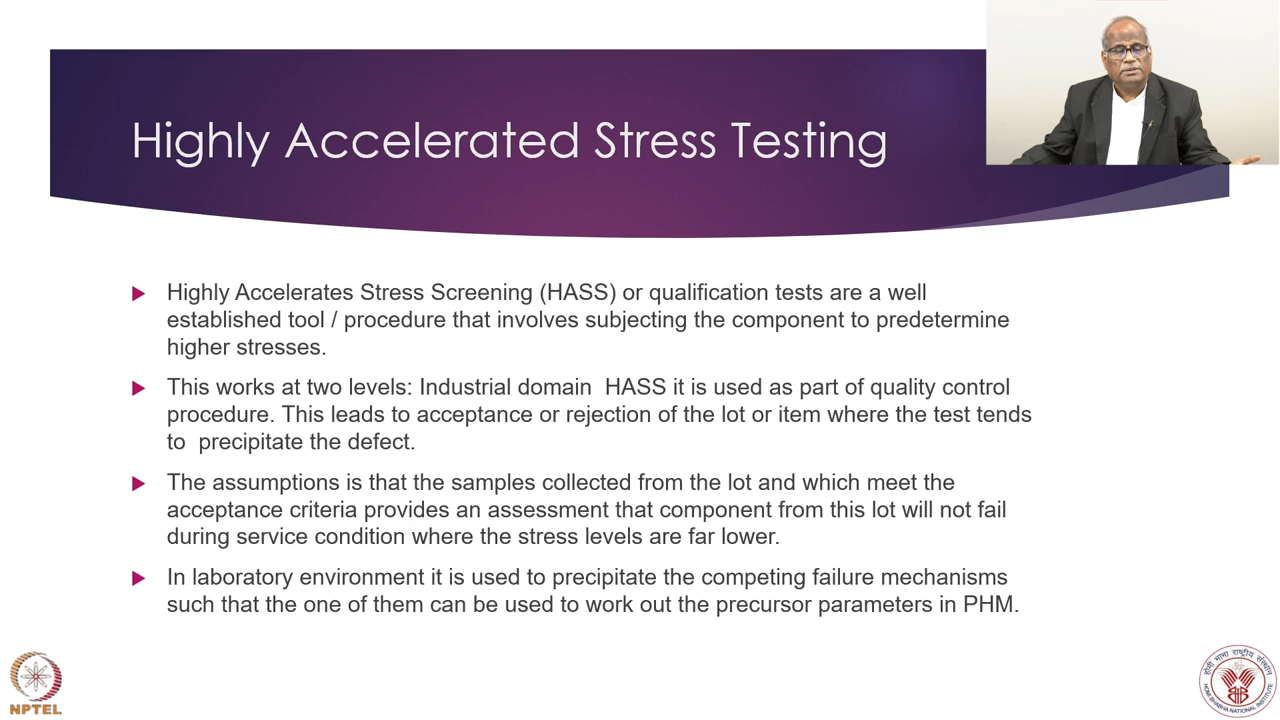 Highly Accelerated Stress Testing
Highly Accelerates Stress Screening (HASS) or qualification tests are a well
established tool / procedure that involves subjecting the component to predetermine
higher stresses.
This works at two levels: Industrial domain HASS it is used as part of quality control
procedure. This leads to acceptance or rejection of the lot or item where the test tends
to precipitate the defect.
The assumptions is that the samples collected from the lot and which meet the
acceptance criteria provides an assessment that component from this lot will not fail
during service condition where the stress levels are far lower.
In laboratory environment it is used to precipitate the competing failure mechanisms
such that the one of them can be used to work out the precursor parameters in PHM.
NPTEL
होमी भाभा राष्ट्रीय संस्थान
HOMI BHABHA NATIONAL INSTITUTE